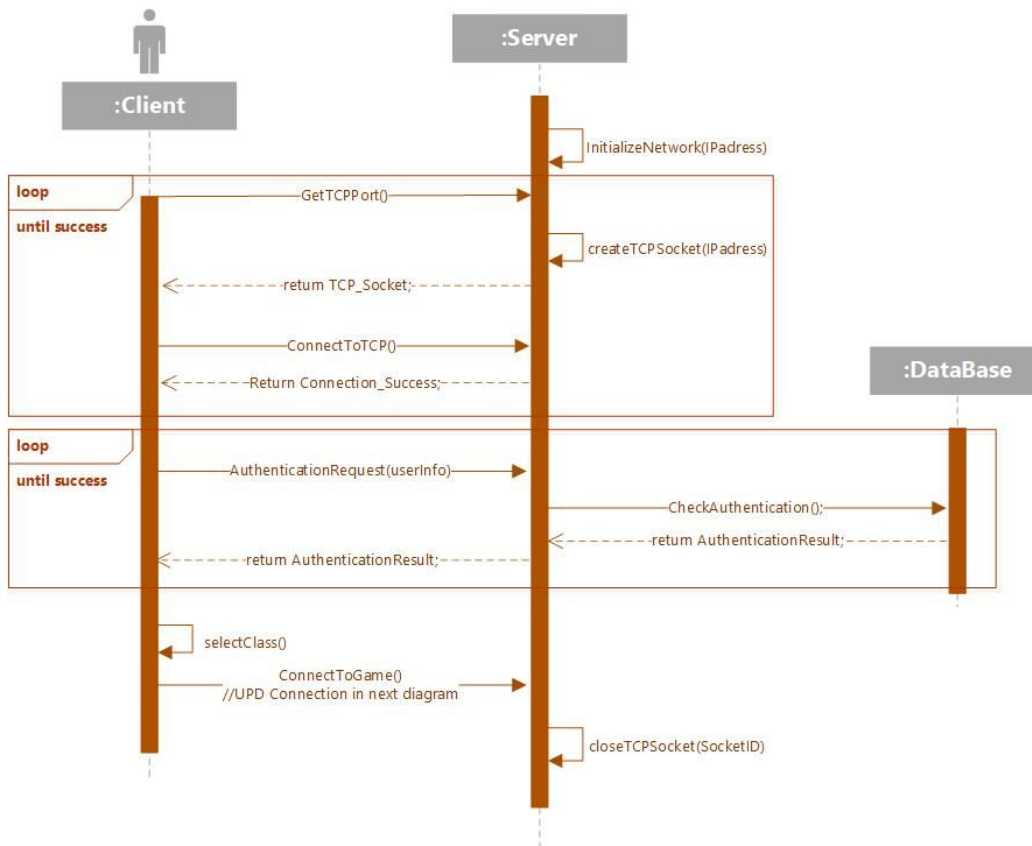 :Server
:Client
InitializeNetwork(IPadress)
loop
until success
GetTCPPort()
createTCPSocket(IPadress)
return TCP_Socket;
ConnectToTCP()
Return Connection_Success;
:DataBase
loop
until success
AuthenticationRequest(userInfo)
CheckAuthentication();
return AuthenticationResult;
return AuthenticationResult;
selectClass()
ConnectToGame()
//UPD Connection in next diagram
closeTCPSocket(SocketID)